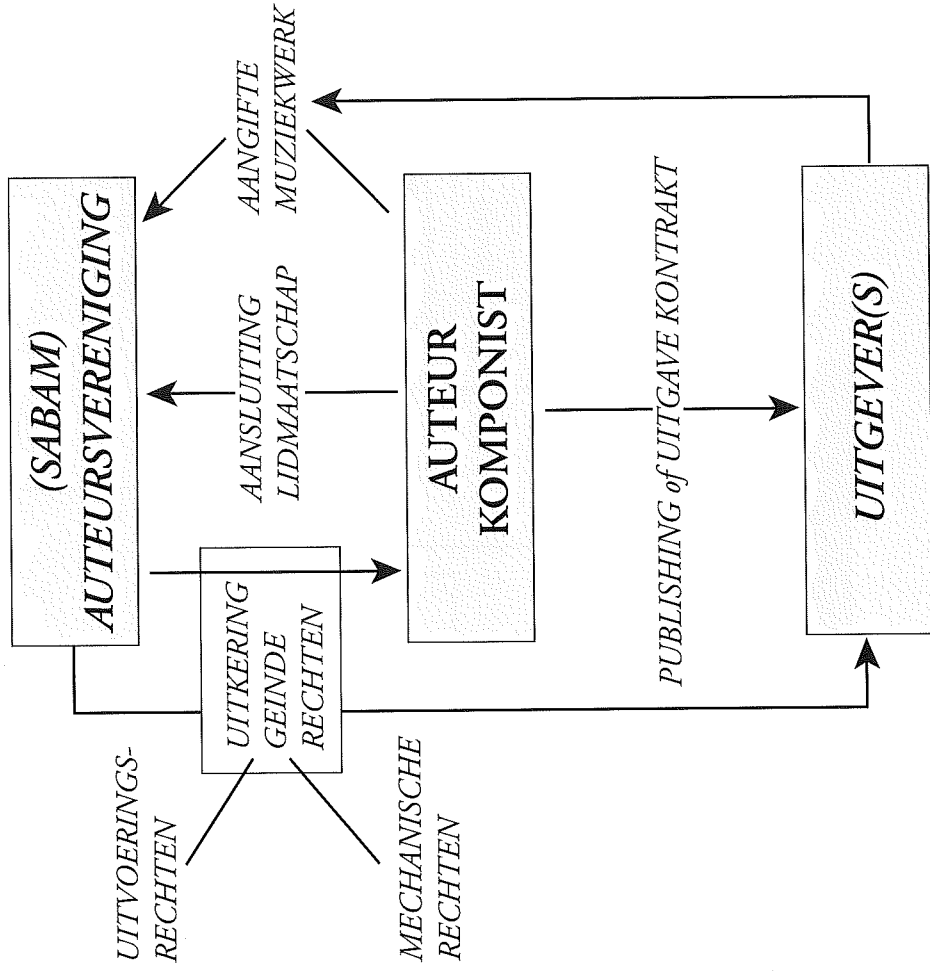 (SABAM)
AUTEURSVERENIGING
UITVOERINGS-
RECHTEN
UITKERING
GEINDE
RECHTEN
MECHANISCHE
RECHTEN
AANSLUITING
LIDMAATSCHAP
AANGIFTE
MUZIEKWERK
AUTEUR
KOMPONIST
PUBLISHING of UITGAVE KONTRAKT
UITGEVER(S)